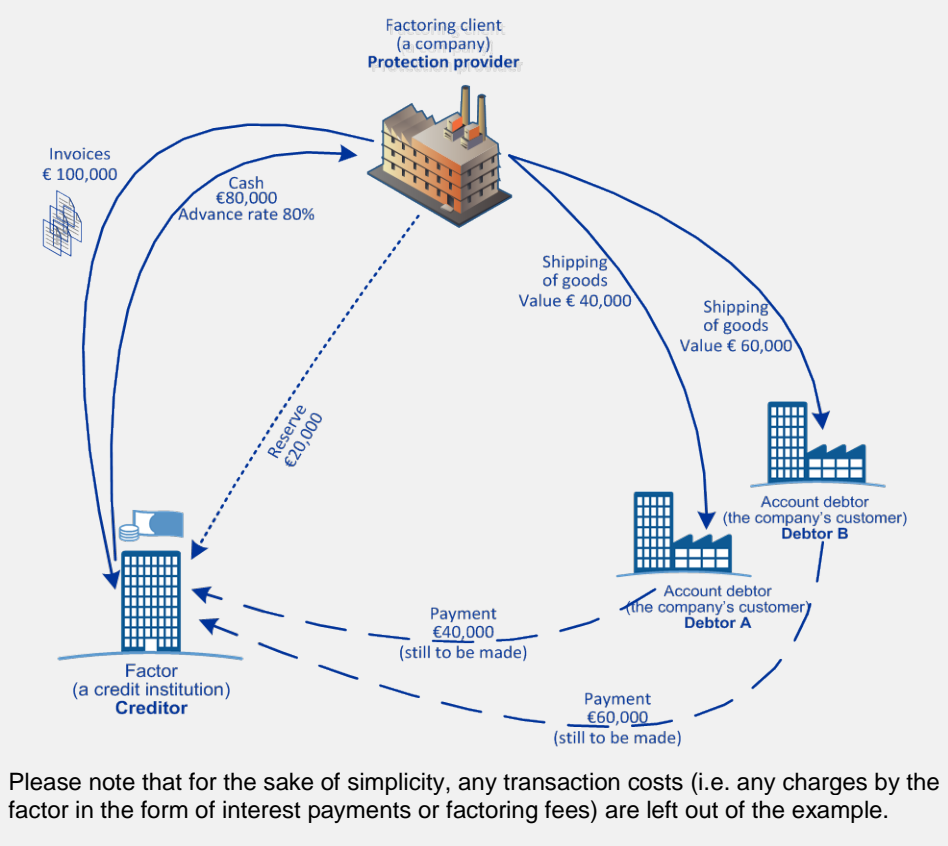 Factoring client
(a company)
Protection provider
Invoices
€ 100,000
Cash
€80,000
Advance rate 80%
Shipping
of goods
Value € 40,000
Shipping
of goods
Value € 60,000
Reserve
€20,000
Account debtor
(the company's customer)
Debtor B
Account debtor
(the company's customer)
Debtor A
Payment
€40,000
(still to be made)
Factor
(a credit institution)
Creditor
Payment
€60,000
(still to be made)
Please note that for the sake of simplicity, any transaction costs (i.e. any charges by the
factor in the form of interest payments or factoring fees) are left out of the example.